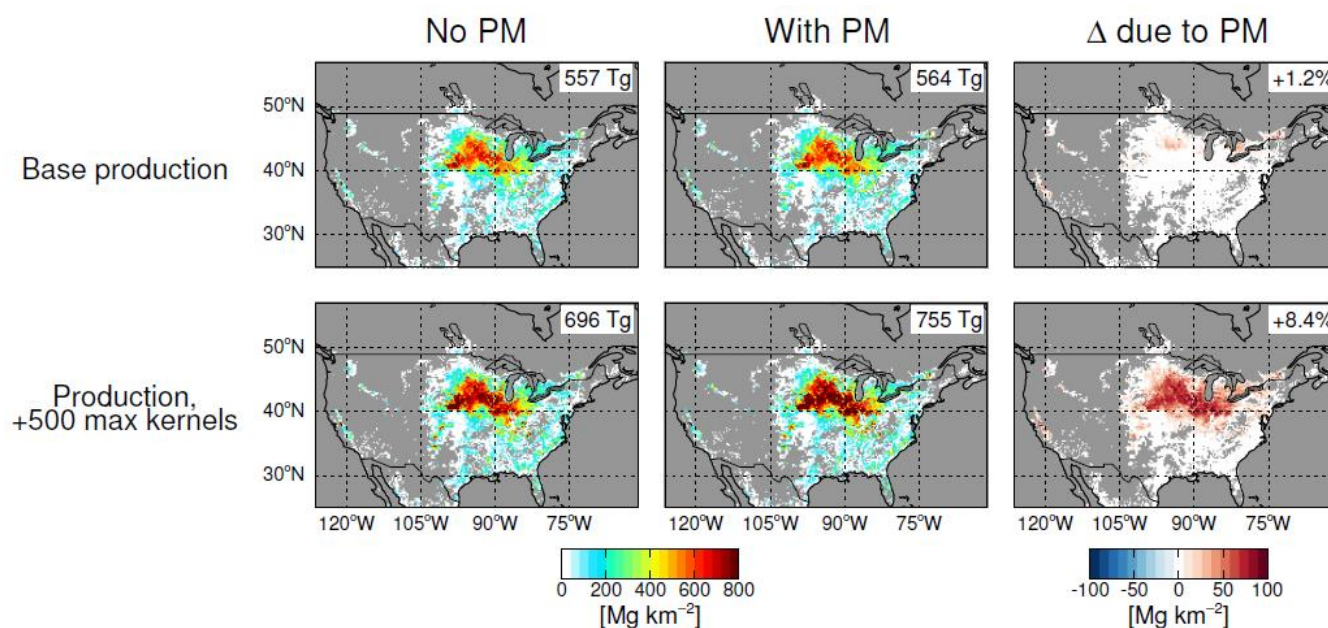 No PM With PM Δ due to PM
557 Tg 564 Tg +1.2%
50°N
Base production
40°N
30°N
696 Tg 755 Tg +8.4%
50°N
Production,
+500 max kernels
40°N
30°N
120°W 105°W 90°W 75°W 120°W 105°W 90°W 75°W 120°W 105°W 90°W 75°W
0 200 400 600 800 -100 -50 0 50 100
[Mg km⁻²] [Mg km⁻²]